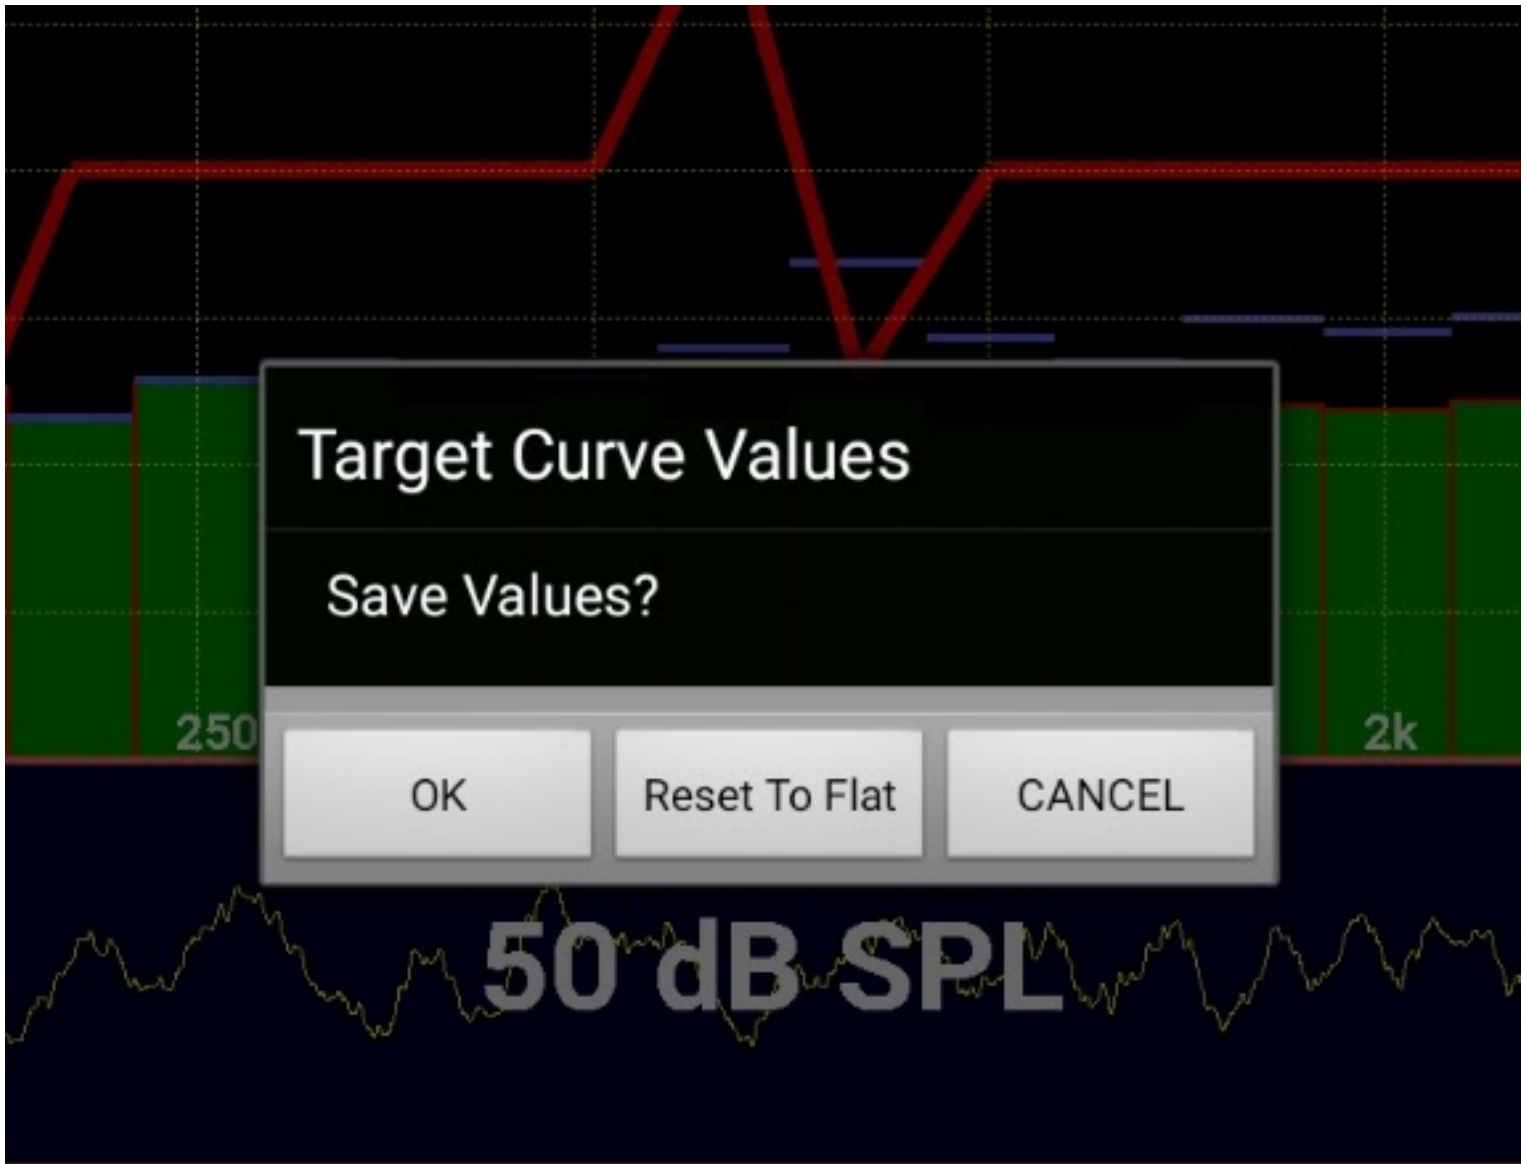 Target Curve Values
Save Values?
250
2k
OK
Reset To Flat
CANCEL
50 dB SPL